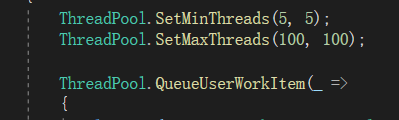 ThreadPool.SetMinThreads(5, 5);
ThreadPool.SetMaxThreads(100, 100);
ThreadPool.QueueUserWorkItem(_ =>
{